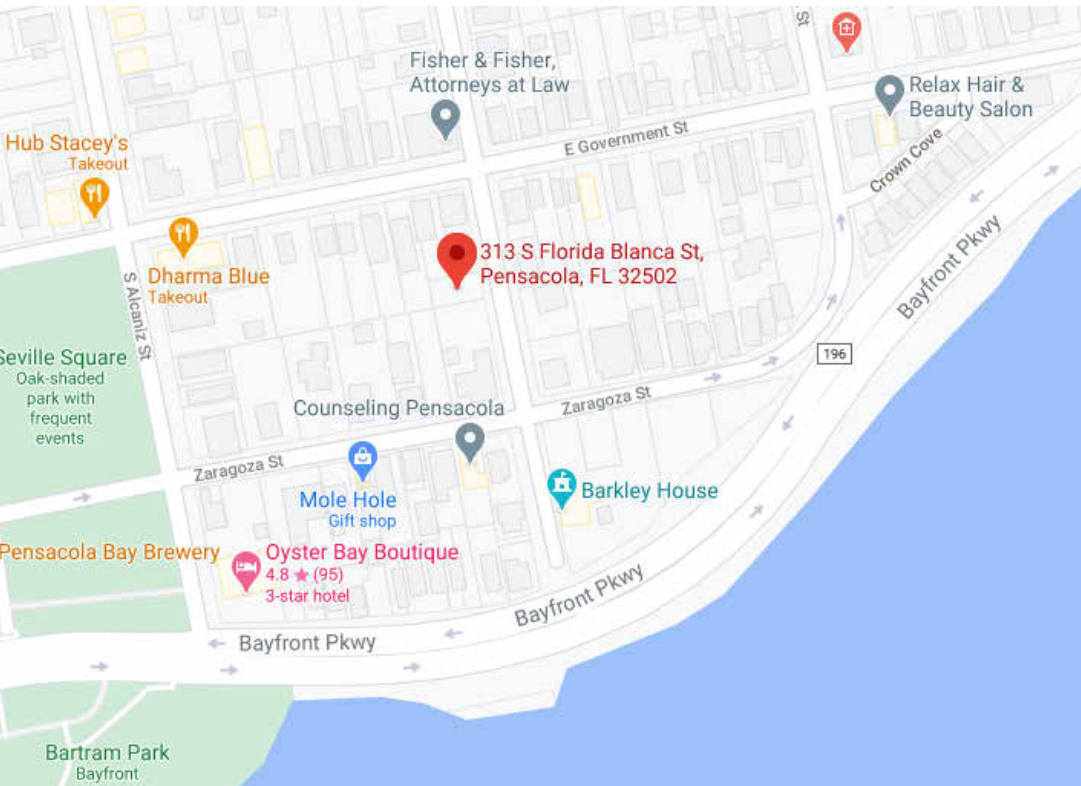 St
Fisher & Fisher,
Attorneys at Law
Relax Hair &
Beauty Salon
Hub Stacey's
Takeout
E Government St
Crown Cove
313 S Florida Blanca St,
Pensacola, FL 32502
Dharma Blue
Takeout
S Alcaniz St
Bayfront Pkwy
Seville Square
Oak-shaded
park with
frequent
events
196
Counseling Pensacola
Zaragoza St
Zaragoza St
Mole Hole
Gift shop
Barkley House
Pensacola Bay Brewery
Oyster Bay Boutique
4.8 ★ (95)
3-star hotel
Bayfront Pkwy
Bayfront Pkwy
Bartram Park
Bayfront